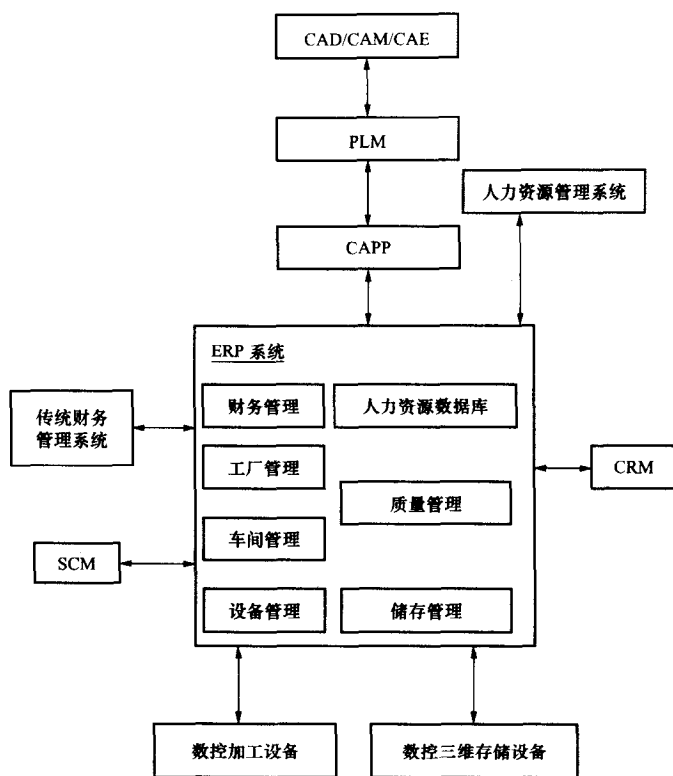 CAD/CAM/CAE
PLM
人力资源管理系统
CAPP
ERP 系统
财务管理
人力资源数据库
传统财务
管理系统
工厂管理
CRM
质量管理
车间管理
SCM
设备管理
储存管理
数控加工设备
数控三维存储设备